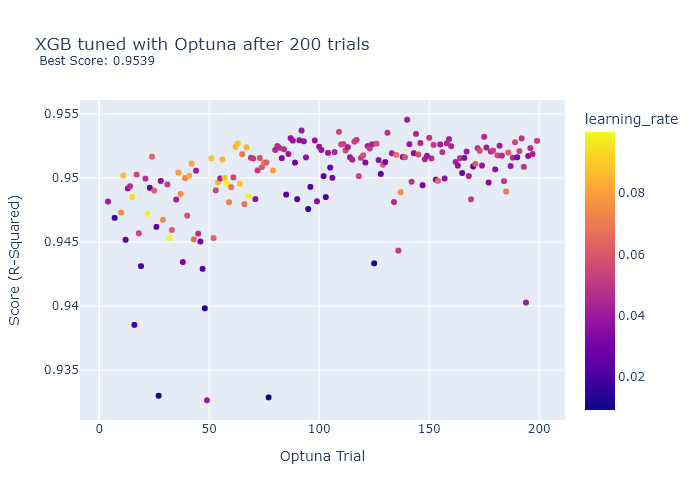 XGB tuned with Optuna after 200 trials
Best Score: 0.9539
learning_rate
0.955
0.95
0.945
0.94
0.935
0.08
0.06
0.04
0.02
0
50
100
150
200
Score (R-Squared)
Optuna Trial